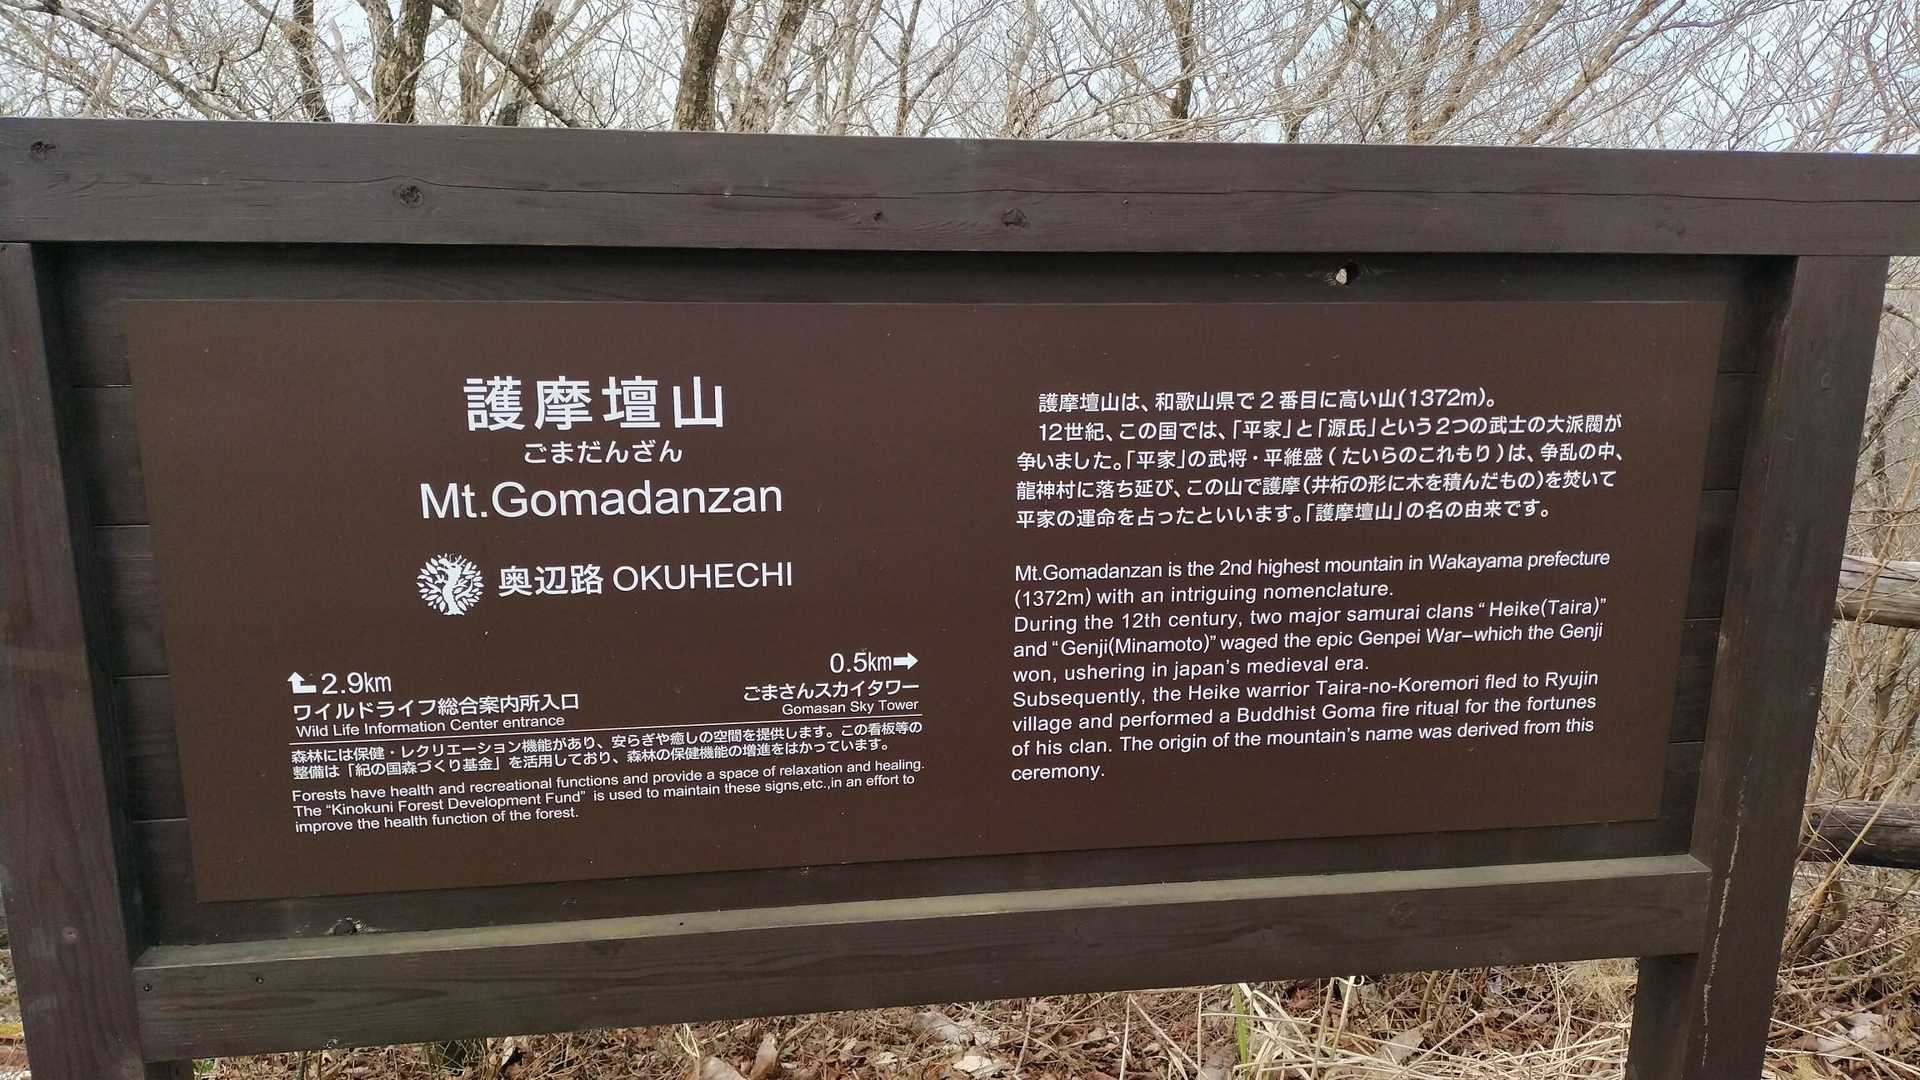 護摩壇山
ごまだんざん
Mt.Gomadanzan
奥辺路 OKUHECHI
2.9km
ワイルドライフ総合案内所入口
Wild Life Information Center entrance
0.5km
ごまさんスカイタワー
Gomasan Sky Tower
森林には保健・レクリエーション機能があり、安らぎや癒しの空間を提供します。この看板等の
整備は「紀の国森づくり基金」を活用しており、森林の保健機能の増進をはかっています。
Forests have health and recreational functions and provide a space of relaxation and healing.
The “Kinokuni Forest Development Fund” is used to maintain these signs,etc.,in an effort to
improve the health function of the forest.
護摩壇山は、和歌山県で2番目に高い山(1372m)。
12世紀、この国では、「平家」と「源氏」という2つの武士の大派閥が
争いました。「平家」の武将・平維盛(たいらのこれもり)は、争乱の中、
龍神村に落ち延び、この山で護摩(井桁の形に木を積んだもの)を焚いて
平家の運命を占ったといいます。「護摩壇山」の名の由来です。
Mt.Gomadanzan is the 2nd highest mountain in Wakayama prefecture
(1372m) with an intriguing nomenclature.
During the 12th century, two major samurai clans “Heike(Taira)”
and “Genji(Minamoto)” waged the epic Genpei War–which the Genji
won, ushering in japan’s medieval era.
Subsequently, the Heike warrior Taira-no-Koremori fled to Ryujin
village and performed a Buddhist Goma fire ritual for the fortunes
of his clan. The origin of the mountain’s name was derived from this
ceremony.